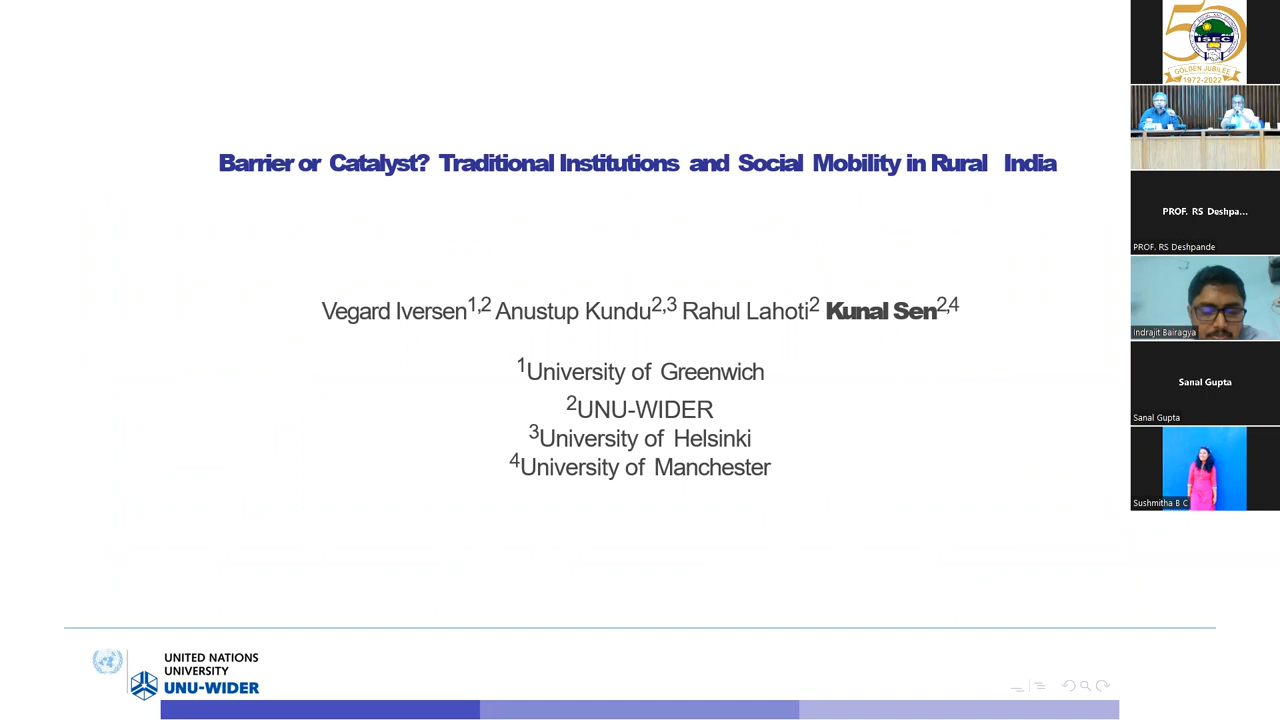 Barrier or Catalyst? Traditional Institutions and Social Mobility in Rural India
Vegard Iversen1,2 Anustup Kundu2,3 Rahul Lahoti2 Kunal Sen2,4
1University of Greenwich
2UNU-WIDER
3University of Helsinki
4University of Manchester
UNITED NATIONS
UNIVERSITY
UNU-WIDER
50
ISEC
GOLDEN JUBILEE
1972-2022
PROF. RS Deshpa...
PROF. RS Deshpande
Indrajit Bairagya
Sanal Gupta
Sanal Gupta
Sushmitha B C